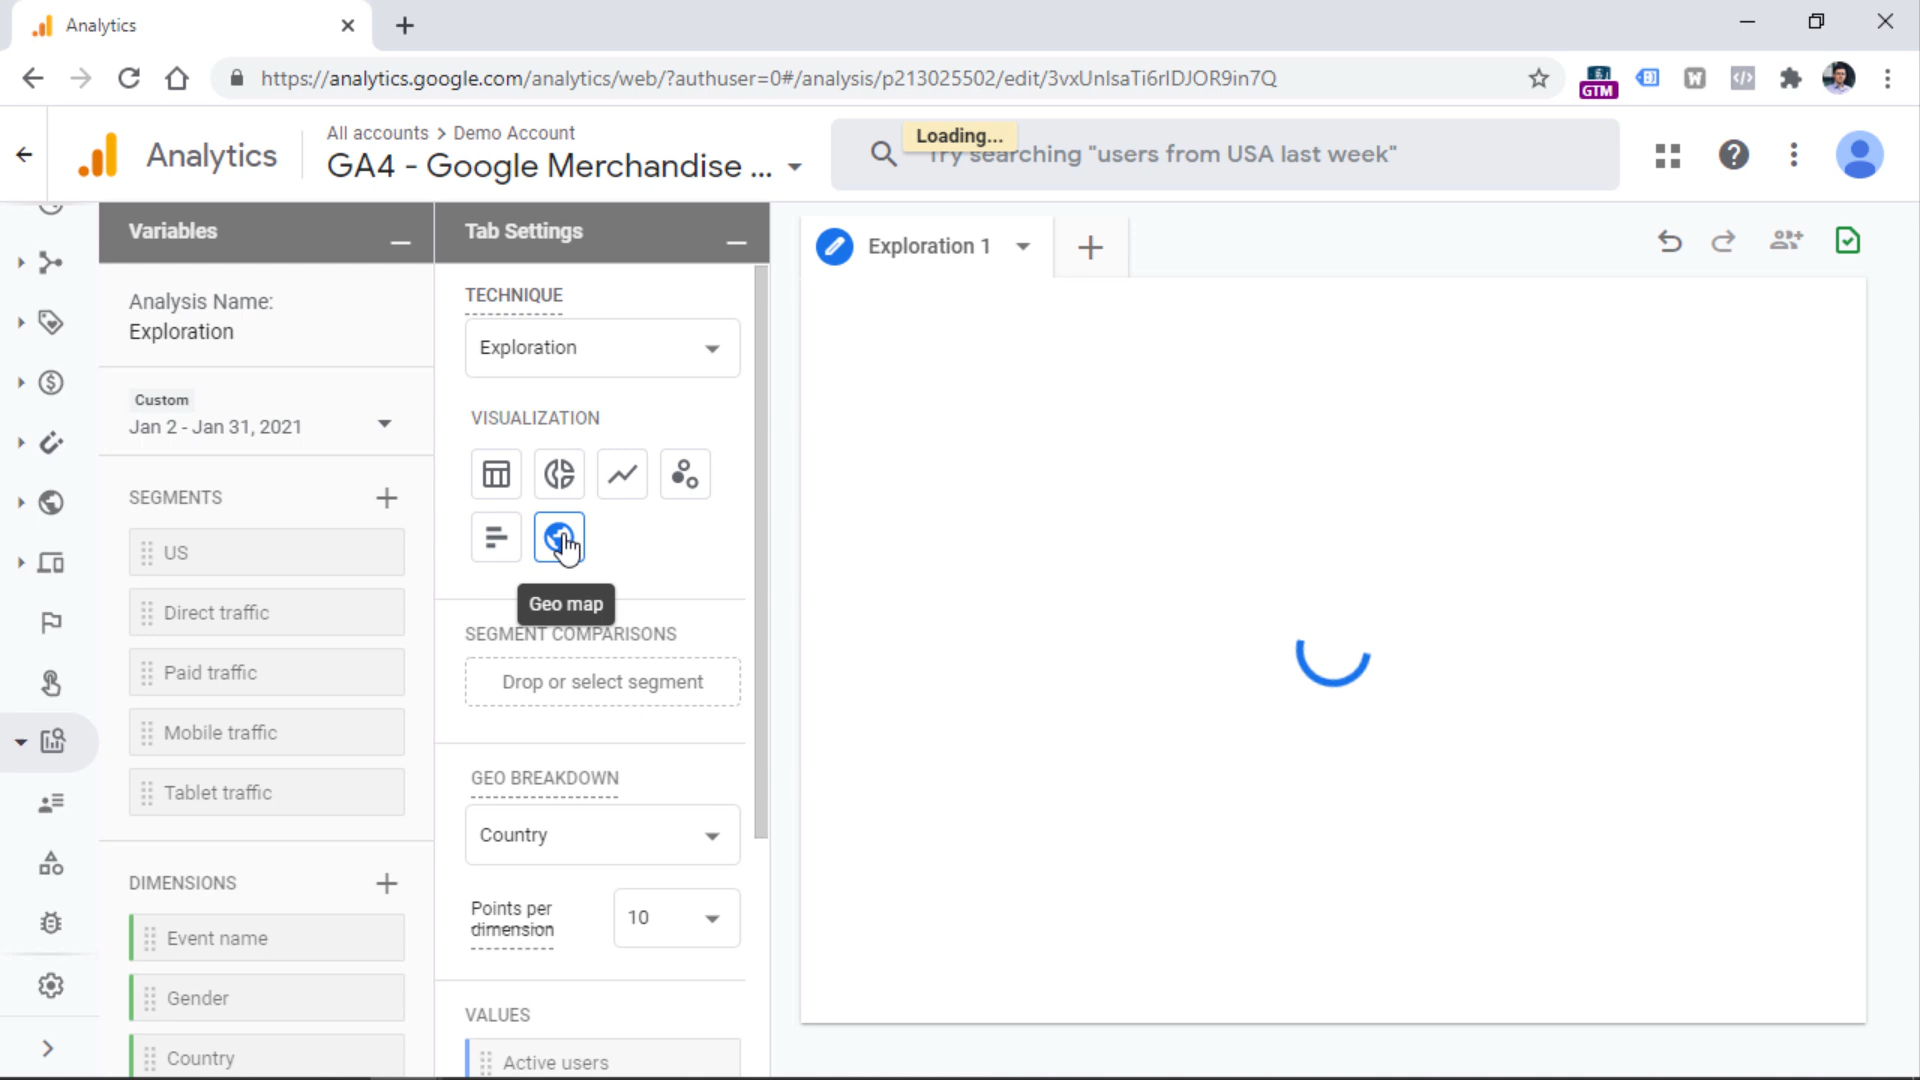 Analytics
https://analytics.google.com/analytics/web/?authuser=0#/analysis/p213025502/edit/3vxUnlsaTi6rIDJOR9in7Q
GTM
W
Analytics
All accounts > Demo Account
GA4 - Google Merchandise ...
Loading...
Try searching "users from USA last week"
Variables
Analysis Name:
Exploration
Custom
Jan 2 - Jan 31, 2021
SEGMENTS
US
Direct traffic
Paid traffic
Mobile traffic
Tablet traffic
DIMENSIONS
Event name
Gender
Country
Tab Settings
TECHNIQUE
Exploration
VISUALIZATION
Geo map
SEGMENT COMPARISONS
Drop or select segment
GEO BREAKDOWN
Country
Points per
dimension
10
VALUES
Active users
Exploration 1